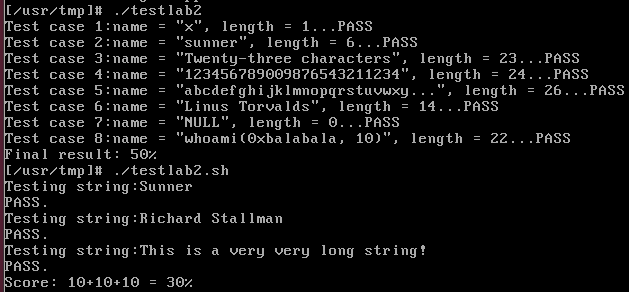 [/usr/tmp]# ./testlab2
Test case 1:name = "x", length = 1...PASS
Test case 2:name = "sunner", length = 6...PASS
Test case 3:name = "Twenty-three characters", length = 23...PASS
Test case 4:name = "123456789009876543211234", length = 24...PASS
Test case 5:name = "abcdefghijklmnopqrstuvwxy...", length = 26...PASS
Test case 6:name = "Linus Torvalds", length = 14...PASS
Test case 7:name = "NULL", length = 0...PASS
Test case 8:name = "whoami(0xbalabala, 10)", length = 22...PASS
Final result: 50%
[/usr/tmp]# ./testlab2.sh
Testing string:Sunner
PASS.
Testing string:Richard Stallman
PASS.
Testing string:This is a very very long string!
PASS.
Score: 10+10+10 = 30%